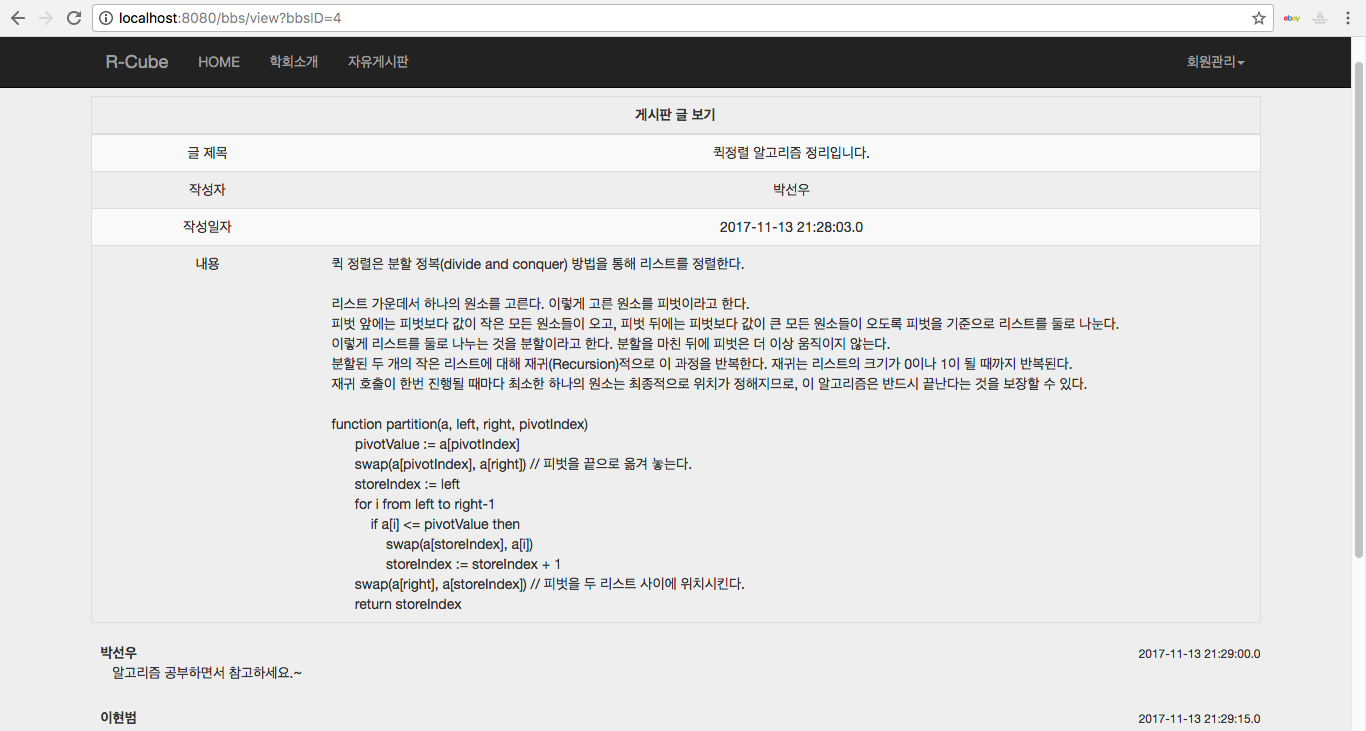 localhost:8080/bbs/view?bbsID=4
ebay
R-Cube HOME 학회소개 자유게시판 회원관리
게시판 글 보기
글 제목 퀵정렬 알고리즘 정리입니다.
작성자 박선우
작성일자 2017-11-13 21:28:03.0
내용 퀵 정렬은 분할 정복(divide and conquer) 방법을 통해 리스트를 정렬한다.
리스트 가운데서 하나의 원소를 고른다. 이렇게 고른 원소를 피벗이라고 한다.
피벗 앞에는 피벗보다 값이 작은 모든 원소들이 오고, 피벗 뒤에는 피벗보다 값이 큰 모든 원소들이 오도록 피벗을 기준으로 리스트를 둘로 나눈다.
이렇게 리스트를 둘로 나누는 것을 분할이라고 한다. 분할을 마친 뒤에 피벗은 더 이상 움직이지 않는다.
분할된 두 개의 작은 리스트에 대해 재귀(Recursion)적으로 이 과정을 반복한다. 재귀는 리스트의 크기가 0이나 1이 될 때까지 반복된다.
재귀 호출이 한번 진행될 때마다 최소한 하나의 원소는 최종적으로 위치가 정해지므로, 이 알고리즘은 반드시 끝난다는 것을 보장할 수 있다.
function partition(a, left, right, pivotIndex)
pivotValue := a[pivotIndex]
swap(a[pivotIndex], a[right]) // 피벗을 끝으로 옮겨 놓는다.
storeIndex := left
for i from left to right-1
if a[i] <= pivotValue then
swap(a[storeIndex], a[i])
storeIndex := storeIndex + 1
swap(a[right], a[storeIndex]) // 피벗을 두 리스트 사이에 위치시킨다.
return storeIndex
박선우 2017-11-13 21:29:00.0
알고리즘 공부하면서 참고하세요.~
이현범 2017-11-13 21:29:15.0